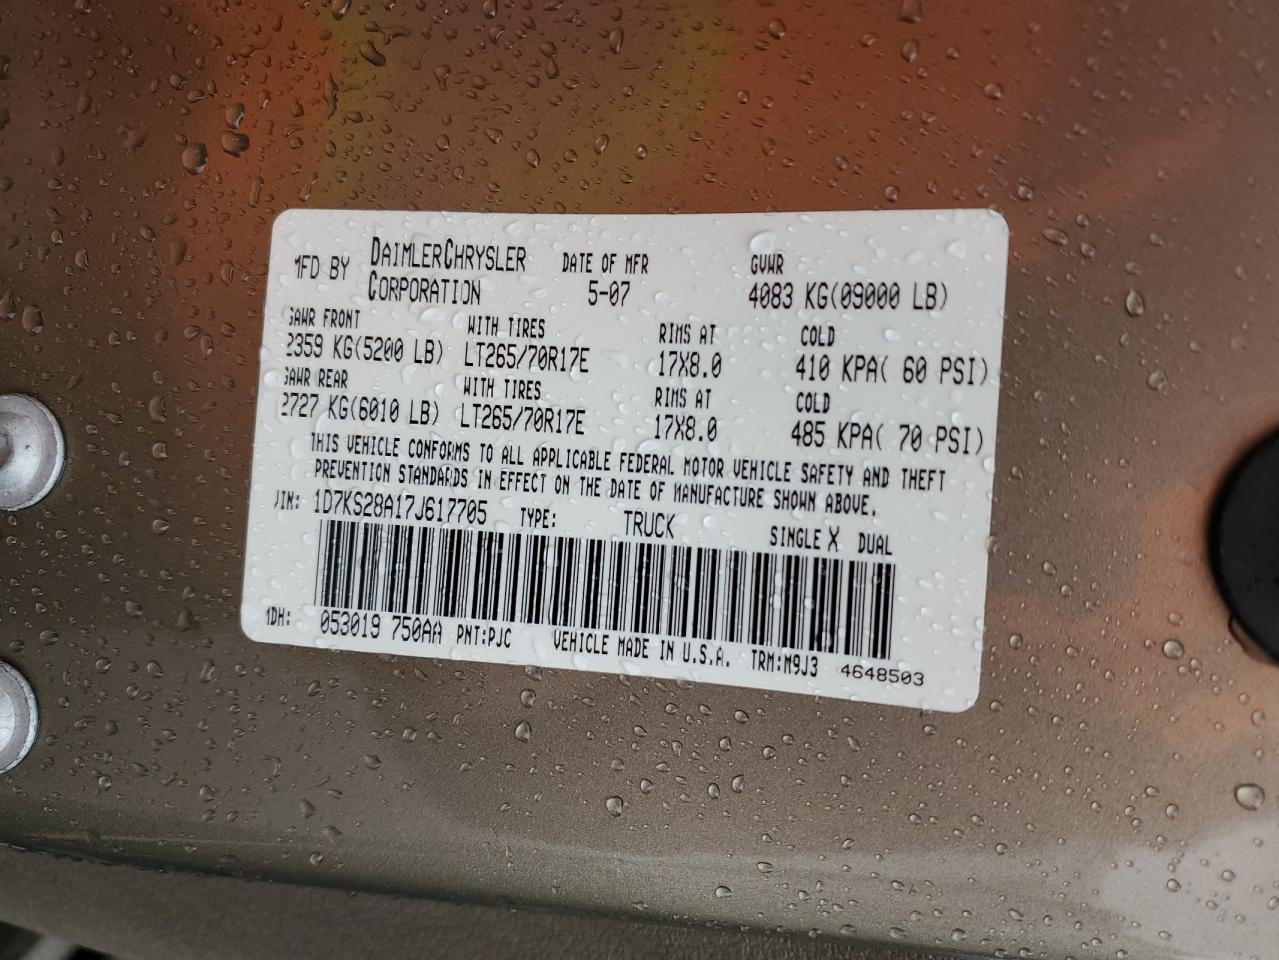 MFD BY DAIMLERCHRYSLER CORPORATION DATE OF MFR 5-07 GVWR 4083 KG(09000 LB)
GAWR FRONT WITH TIRES RIMS AT COLD
2359 KG(5200 LB) LT265/70R17E 17X8.0 410 KPA( 60 PSI)
GAWR REAR WITH TIRES RIMS AT COLD
2727 KG(6010 LB) LT265/70R17E 17X8.0 485 KPA( 70 PSI)
THIS VEHICLE CONFORMS TO ALL APPLICABLE FEDERAL MOTOR VEHICLE SAFETY AND THEFT
PREVENTION STANDARDS IN EFFECT ON THE DATE OF MANUFACTURE SHOWN ABOVE.
VIN: 1D7KS28A17J617705 TYPE: TRUCK SINGLE X DUAL
MDH: 053019 750AA PNT:PJC VEHICLE MADE IN U.S.A. TRM:M9J3 4648503